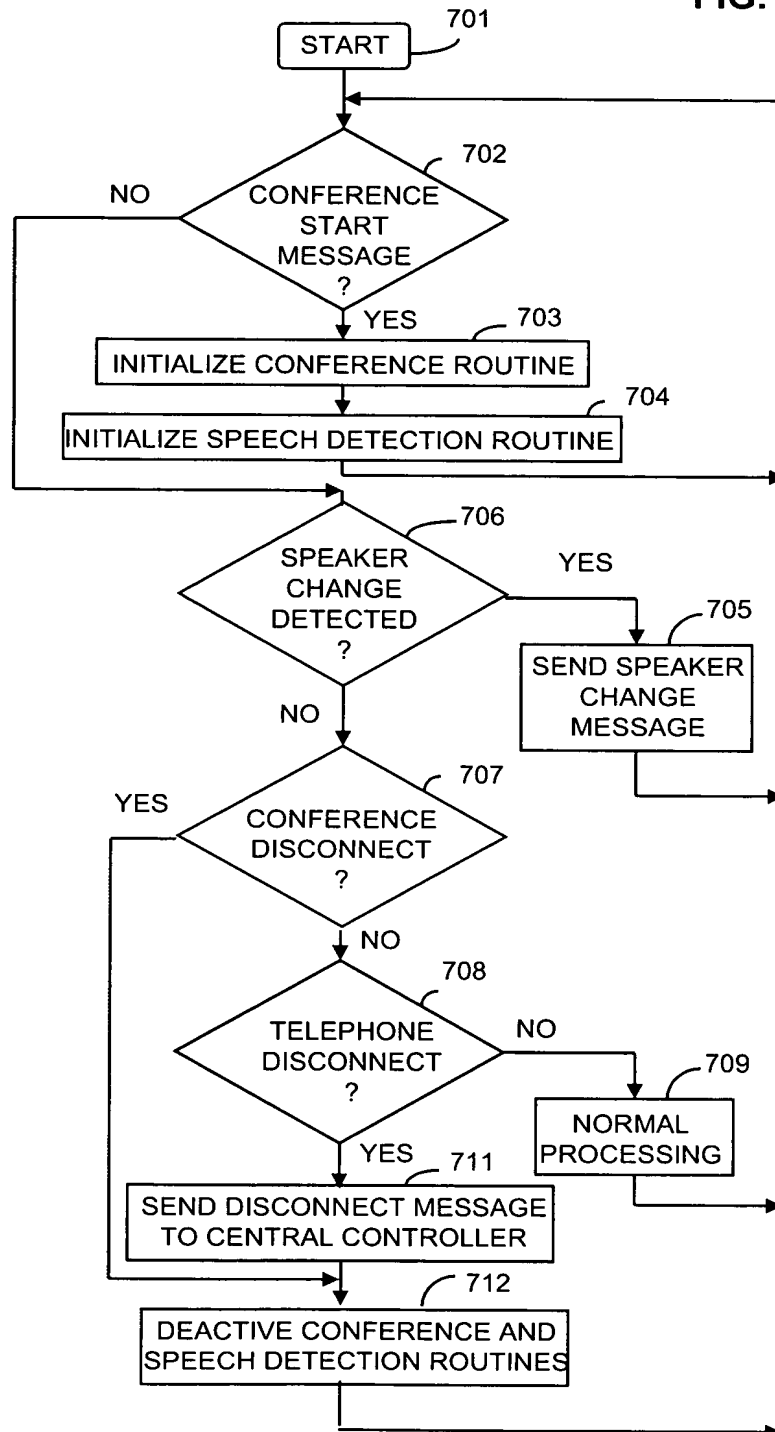 FIG.
701
START
702
NO
CONFERENCE
START
MESSAGE
?
YES
703
INITIALIZE CONFERENCE ROUTINE
704
INITIALIZE SPEECH DETECTION ROUTINE
706
SPEAKER
CHANGE
DETECTED
?
YES
705
SEND SPEAKER
CHANGE
MESSAGE
NO
707
YES
CONFERENCE
DISCONNECT
?
NO
708
TELEPHONE
DISCONNECT
?
NO
709
NORMAL
PROCESSING
YES
711
SEND DISCONNECT MESSAGE
TO CENTRAL CONTROLLER
712
DEACTIVE CONFERENCE AND
SPEECH DETECTION ROUTINES